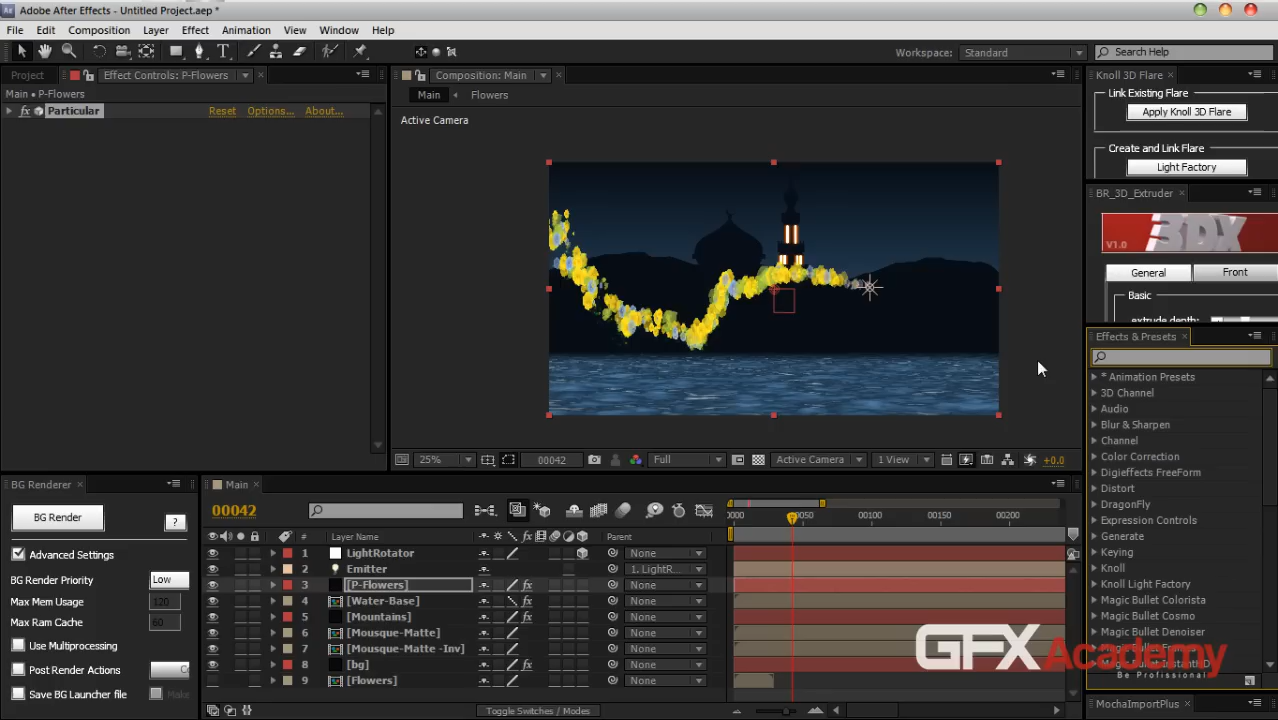 Adobe After Effects - Untitled Project.aep *
File Edit Composition Layer Effect Animation View Window Help
Workspace: Standard Search Help
Project Effect Controls: P-Flowers
Main • P-Flowers
fx Particular Reset Options... About...
Composition: Main
Main Flowers
Active Camera
25% 00042 Full Active Camera 1 View +0.0
Knoll 3D Flare
Link Existing Flare
Apply Knoll 3D Flare
Create and Link Flare
Light Factory
BR_3D_Extruder
V1.0 3DX
General Front
Basic
extrude depth:
Effects & Presets
* Animation Presets
3D Channel
Audio
Blur & Sharpen
Channel
Color Correction
Digieffects FreeForm
Distort
DragonFly
Expression Controls
Generate
Keying
Knoll
Knoll Light Factory
Magic Bullet Colorista
Magic Bullet Cosmo
Magic Bullet Denoiser
MochaImportPlus
BG Renderer
BG Render ?
Advanced Settings
BG Render Priority Low
Max Mem Usage 120
Max Ram Cache 60
Use Multiprocessing
Post Render Actions
Save BG Launcher file
Main
00042
0000 00050 00100 00150 00200
# Layer Name fx Parent
1 LightRotator None
2 Emitter 1. LightR...
3 [P-Flowers] fx None
4 [Water-Base] fx None
5 [Mountains] fx None
6 [Mousque-Matte] None
7 [Mousque-Matte-Inv] None
8 [bg] fx None
9 [Flowers] None
Toggle Switches / Modes
GFX Academy
Be Professional